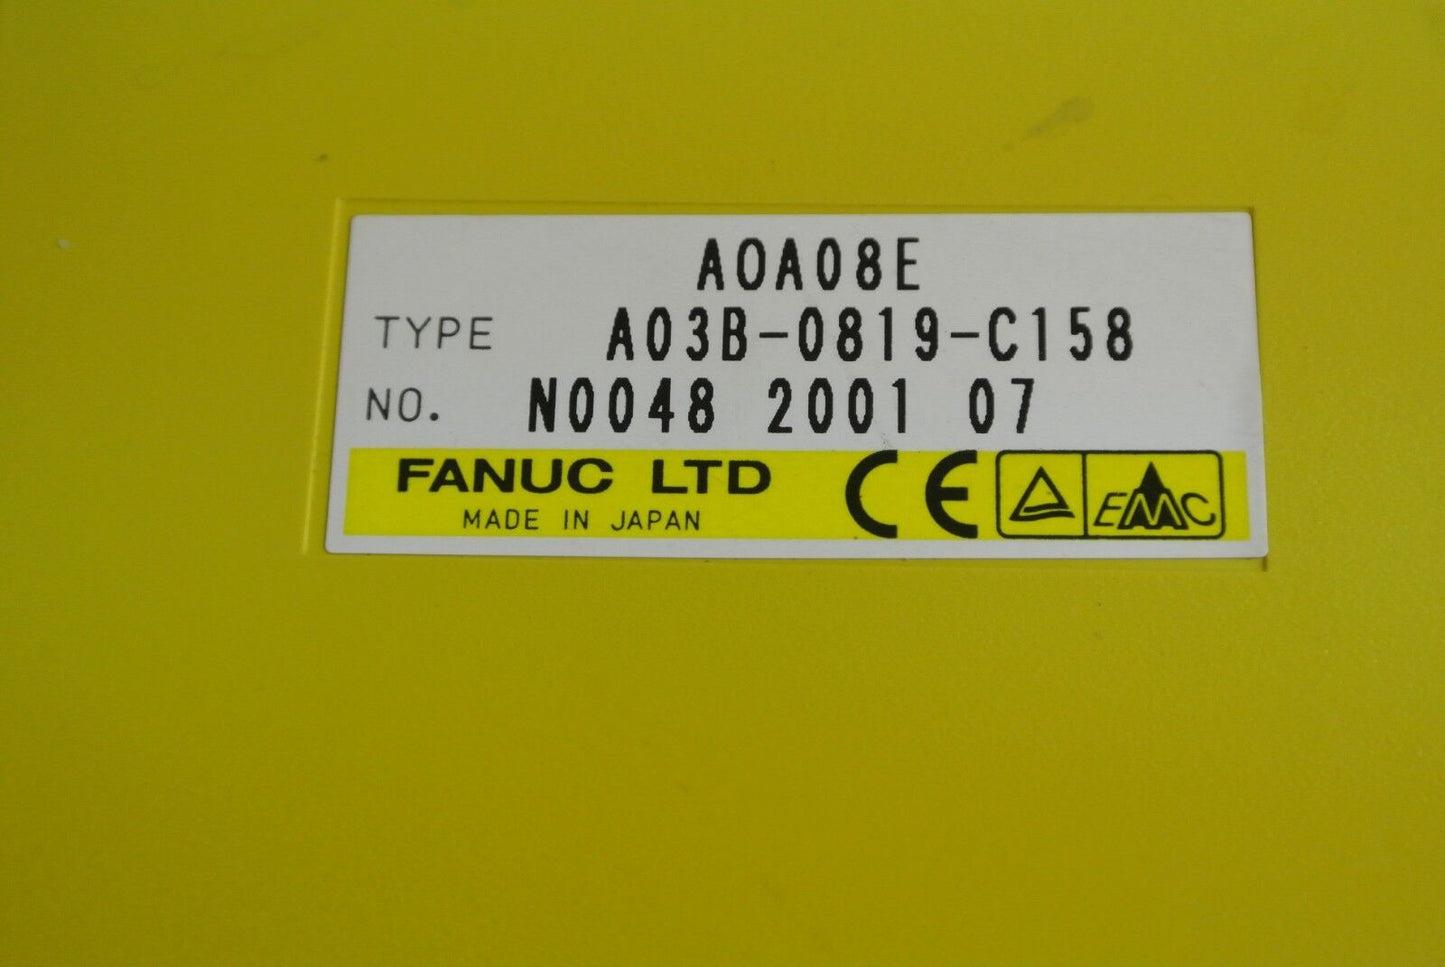 AOA08E
TYPE A03B-0819-C158
NO. N0048 2001 07
FANUC LTD CE EMC
MADE IN JAPAN